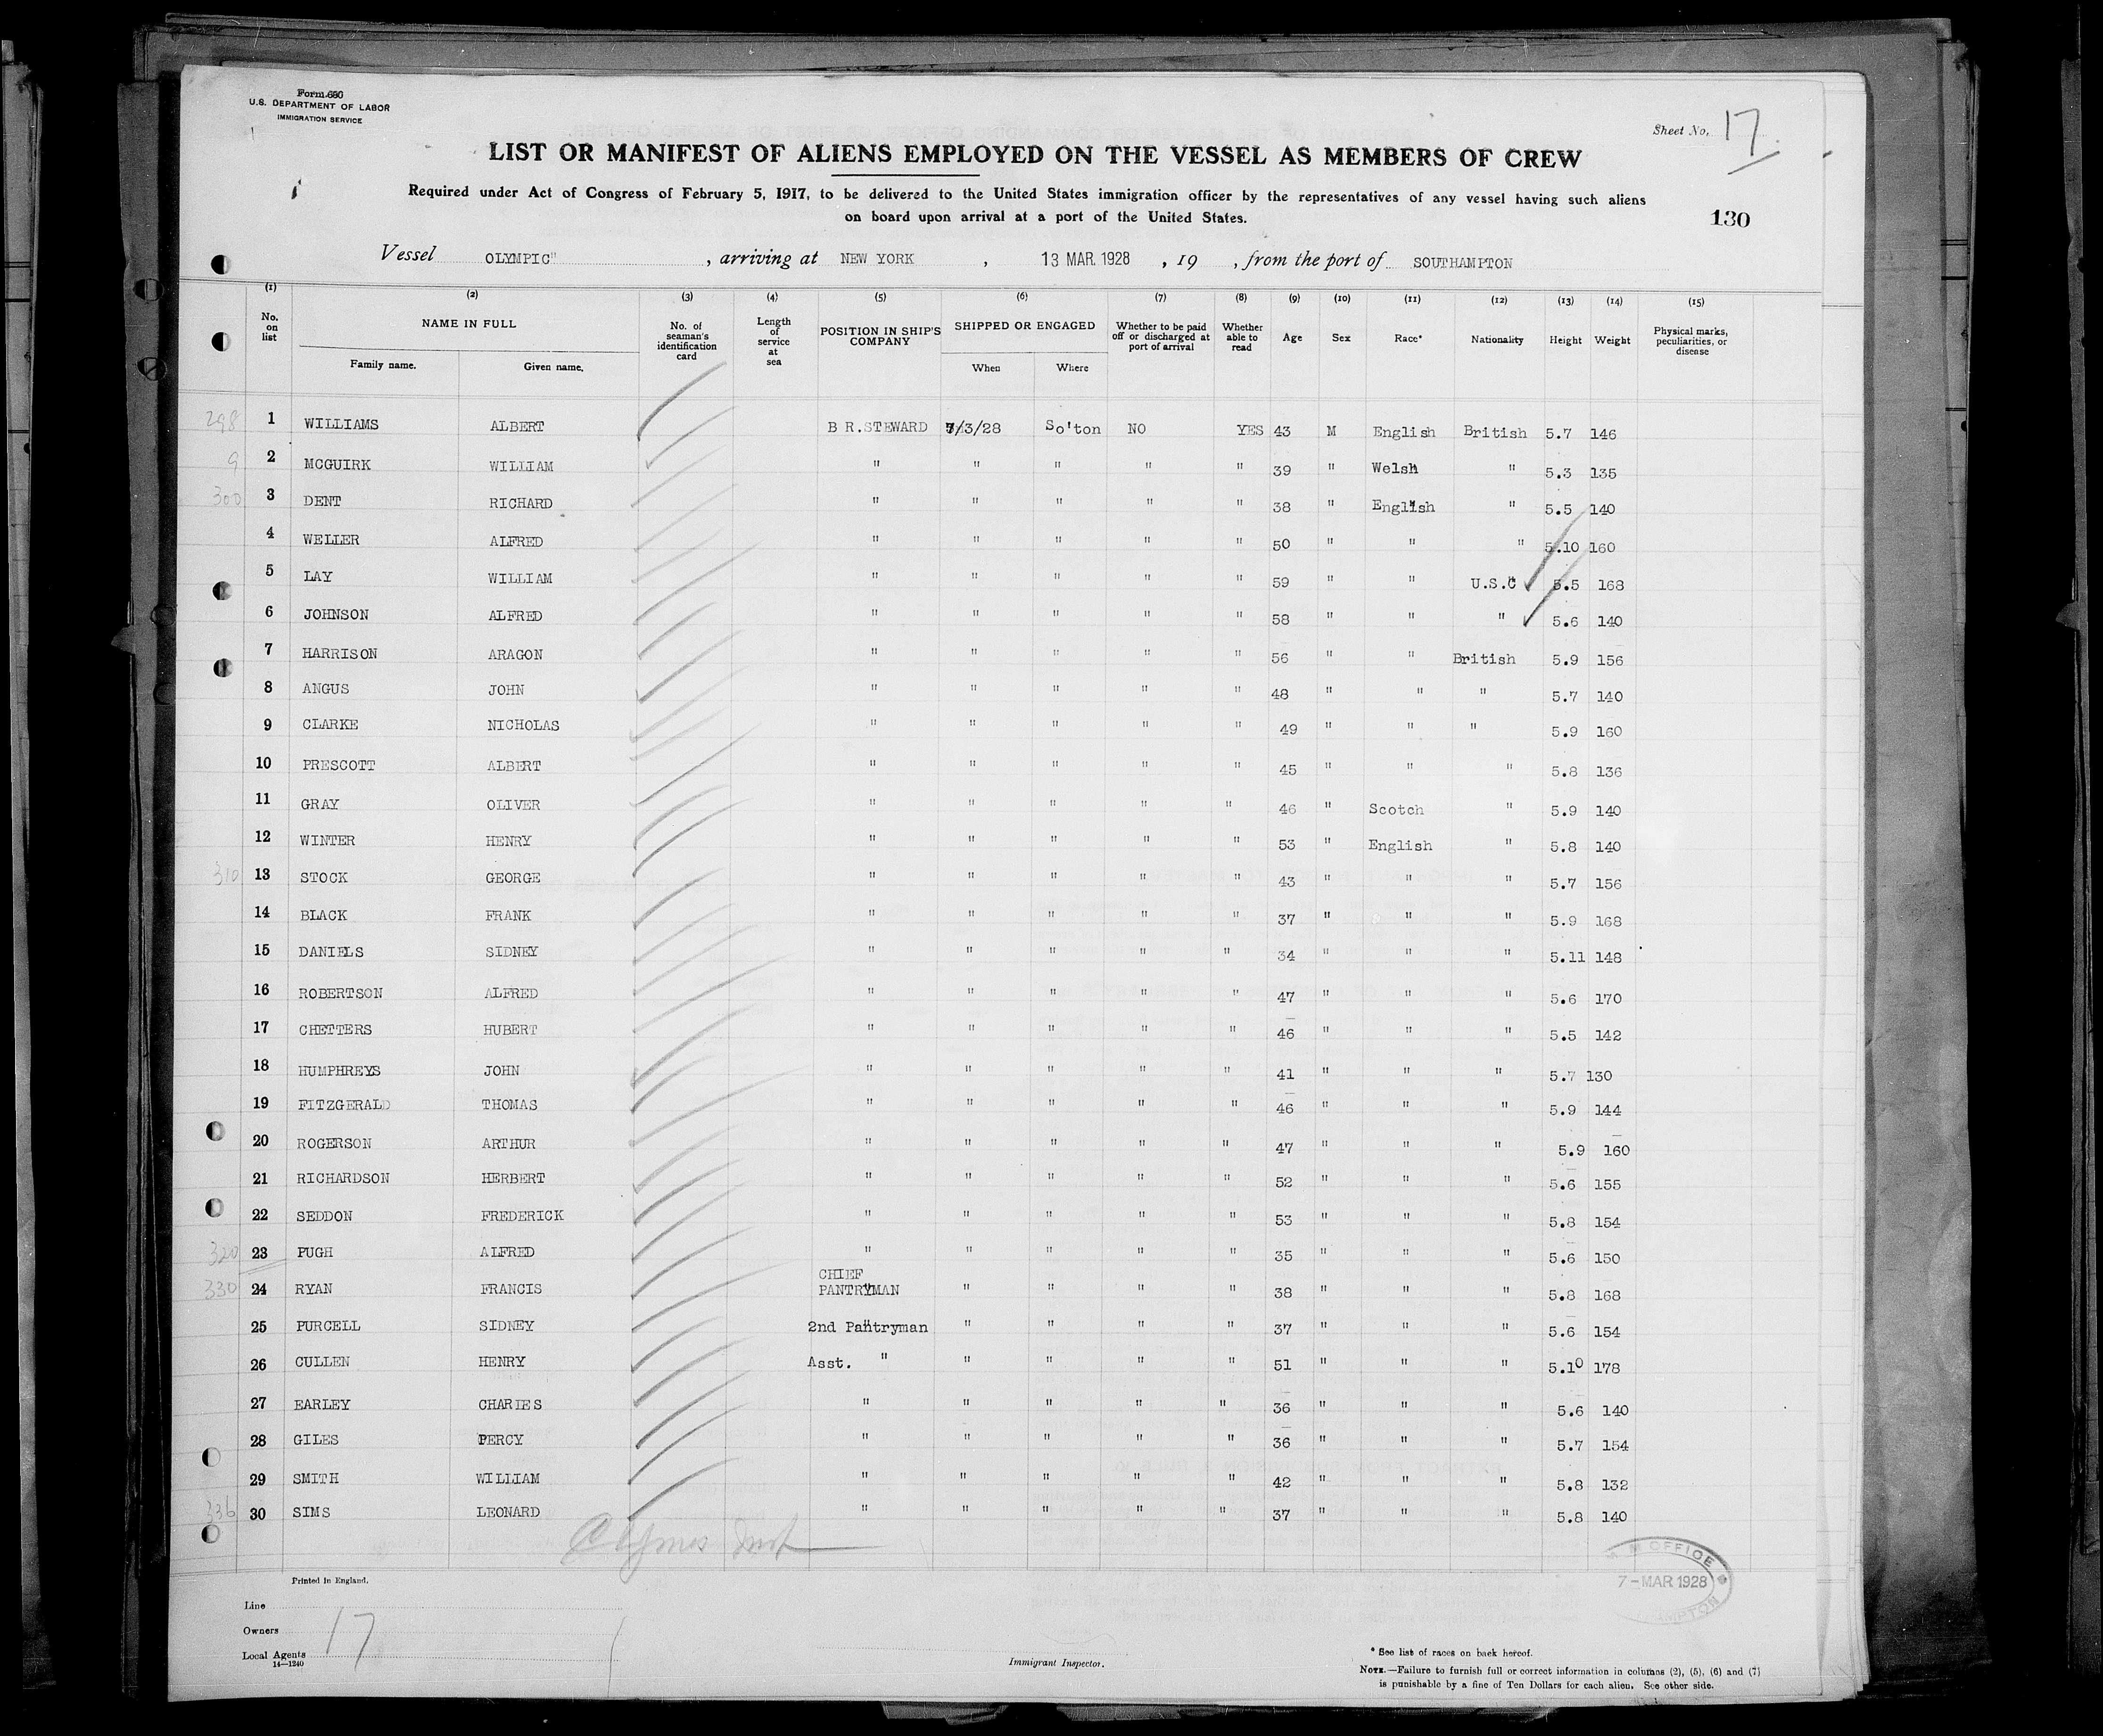 Form 680
U.S. DEPARTMENT OF LABOR
IMMIGRATION SERVICE
Sheet No. 17
LIST OR MANIFEST OF ALIENS EMPLOYED ON THE VESSEL AS MEMBERS OF CREW
Required under Act of Congress of February 5, 1917, to be delivered to the United States immigration officer by the representatives of any vessel having such aliens
on board upon arrival at a port of the United States.
130
Vessel OLYMPIC" , arriving at NEW YORK , 13 MAR. 1928 , 19 , from the port of SOUTHAMPTON
(1) (2) (3) (4) (5) (6) (7) (8) (9) (10) (11) (12) (13) (14) (15)
No. on list NAME IN FULL Family name. Given name. No. of seaman's identification card Length of service at sea POSITION IN SHIP'S COMPANY SHIPPED OR ENGAGED When Where Whether to be paid off or discharged at port of arrival Whether able to read Age Sex Race* Nationality Height Weight Physical marks, peculiarities, or disease
298 1 WILLIAMS ALBERT B R.STEWARD 7/3/28 So'ton NO YES 43 M English British 5.7 146
9 2 MCGUIRK WILLIAM " " " " " 39 " Welsh " 5.3 135
300 3 DENT RICHARD " " " " " 38 " English " 5.5 140
4 WELLER ALFRED " " " " " 50 " " " 5.10 160
5 LAY WILLIAM " " " " " 59 " " U.S.C 5.5 168
6 JOHNSON ALFRED " " " " " 58 " " " 5.6 140
7 HARRISON ARAGON " " " " " 56 " " British 5.9 156
8 ANGUS JOHN " " " " " 48 " " " 5.7 140
9 CLARKE NICHOLAS " " " " " 49 " " " 5.9 160
10 PRESCOTT ALBERT " " " " " 45 " " " 5.8 136
11 GRAY OLIVER " " " " " 46 " Scotch " 5.9 140
12 WINTER HENRY " " " " " 53 " English " 5.8 140
310 13 STOCK GEORGE " " " " " 43 " " " 5.7 156
14 BLACK FRANK " " " " " 37 " " " 5.9 168
15 DANIELS SIDNEY " " " " " 34 " " " 5.11 148
16 ROBERTSON ALFRED " " " " " 47 " " " 5.6 170
17 CHETTERS HUBERT " " " " " 46 " " " 5.5 142
18 HUMPHREYS JOHN " " " " " 41 " " " 5.7 130
19 FITZGERALD THOMAS " " " " " 46 " " " 5.9 144
20 ROGERSON ARTHUR " " " " " 47 " " " 5.9 160
21 RICHARDSON HERBERT " " " " " 52 " " " 5.6 155
22 SEDDON FREDERICK " " " " " 53 " " " 5.8 154
320 23 PUGH ALFRED " " " " " 35 " " " 5.6 150
330 24 RYAN FRANCIS CHIEF PANTRYMAN " " " " 38 " " " 5.8 168
25 PURCELL SIDNEY 2nd Pantryman " " " " 37 " " " 5.6 154
26 CULLEN HENRY Asst. " " " " " 51 " " " 5.10 178
27 EARLEY CHARLES " " " " " 36 " " " 5.6 140
28 GILES PERCY " " " " " 36 " " " 5.7 154
29 SMITH WILLIAM " " " " " 42 " " " 5.8 132
336 30 SIMS LEONARD " " " " " 37 " " " 5.8 140
Printed in England.
OFFICE
7-MAR 1928
Line
Owners
17
Local Agents
14—1240
Immigrant Inspector.
* See list of races on back hereof.
NOTE.—Failure to furnish full or correct information in columns (2), (5), (6) and (7)
is punishable by a fine of Ten Dollars for each alien. See other side.